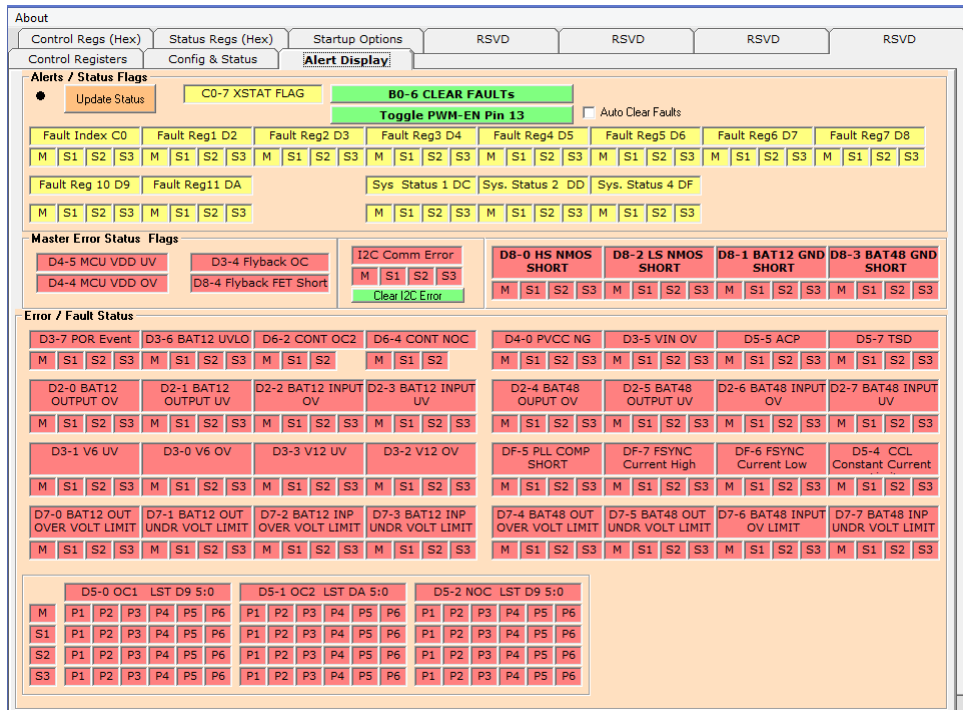 About
Control Regs (Hex) Status Regs (Hex) Startup Options RSVD RSVD RSVD RSVD
Control Registers Config & Status Alert Display
Alerts / Status Flags
Update Status C0-7 XSTAT FLAG B0-6 CLEAR FAULTs
Toggle PWM-EN Pin 13 Auto Clear Faults
Fault Index C0 Fault Reg1 D2 Fault Reg2 D3 Fault Reg3 D4 Fault Reg4 D5 Fault Reg5 D6 Fault Reg6 D7 Fault Reg7 D8
M S1 S2 S3 M S1 S2 S3 M S1 S2 S3 M S1 S2 S3 M S1 S2 S3 M S1 S2 S3 M S1 S2 S3 M S1 S2 S3
Fault Reg 10 D9 Fault Reg11 DA Sys Status 1 DC Sys. Status 2 DD Sys. Status 4 DF
M S1 S2 S3 M S1 S2 S3 M S1 S2 S3 M S1 S2 S3 M S1 S2 S3
Master Error Status Flags
D4-5 MCU VDD UV D3-4 Flyback OC
D4-4 MCU VDD OV D8-4 Flyback FET Short
I2C Comm Error
M S1 S2 S3
Clear I2C Error
D8-0 HS NMOS D8-2 LS NMOS D8-1 BAT12 GND D8-3 BAT48 GND
SHORT SHORT SHORT SHORT
M S1 S2 S3 M S1 S2 S3 M S1 S2 S3 M S1 S2 S3
Error / Fault Status
D3-7 POR Event D3-6 BAT12 UVLO D6-2 CONT OC2 D6-4 CONT NOC D4-0 PVCC NG D3-5 VIN OV D5-5 ACP D5-7 TSD
M S1 S2 S3 M S1 S2 S3 M S1 S2 M S1 S2 M S1 S2 S3 M S1 S2 S3 M S1 S2 S3 M S1 S2 S3
D2-0 BAT12 D2-1 BAT12 D2-2 BAT12 INPUT D2-3 BAT12 INPUT D2-4 BAT48 D2-5 BAT48 D2-6 BAT48 INPUT D2-7 BAT48 INPUT
OUTPUT OV OUTPUT UV OV UV OUPUT OV OUTPUT UV OV UV
M S1 S2 S3 M S1 S2 S3 M S1 S2 S3 M S1 S2 S3 M S1 S2 S3 M S1 S2 S3 M S1 S2 S3 M S1 S2 S3
D3-1 V6 UV D3-0 V6 OV D3-3 V12 UV D3-2 V12 OV DF-5 PLL COMP DF-7 FSYNC DF-6 FSYNC D5-4 CCL
SHORT Current High Current Low Constant Current
M S1 S2 S3 M S1 S2 S3 M S1 S2 S3 M S1 S2 S3 M S1 S2 S3 M S1 S2 S3 M S1 S2 S3 M S1 S2 S3
D7-0 BAT12 OUT D7-1 BAT12 OUT D7-2 BAT12 INP D7-3 BAT12 INP D7-4 BAT48 OUT D7-5 BAT48 OUT D7-6 BAT48 INPUT D7-7 BAT48 INP
OVER VOLT LIMIT UNDR VOLT LIMIT OVER VOLT LIMIT UNDR VOLT LIMIT OVER VOLT LIMIT UNDR VOLT LIMIT OV LIMIT UNDR VOLT LIMIT
M S1 S2 S3 M S1 S2 S3 M S1 S2 S3 M S1 S2 S3 M S1 S2 S3 M S1 S2 S3 M S1 S2 S3 M S1 S2 S3
D5-0 OC1 LST D9 5:0 D5-1 OC2 LST DA 5:0 D5-2 NOC LST D9 5:0
M P1 P2 P3 P4 P5 P6 P1 P2 P3 P4 P5 P6 P1 P2 P3 P4 P5 P6
S1 P1 P2 P3 P4 P5 P6 P1 P2 P3 P4 P5 P6 P1 P2 P3 P4 P5 P6
S2 P1 P2 P3 P4 P5 P6 P1 P2 P3 P4 P5 P6 P1 P2 P3 P4 P5 P6
S3 P1 P2 P3 P4 P5 P6 P1 P2 P3 P4 P5 P6 P1 P2 P3 P4 P5 P6